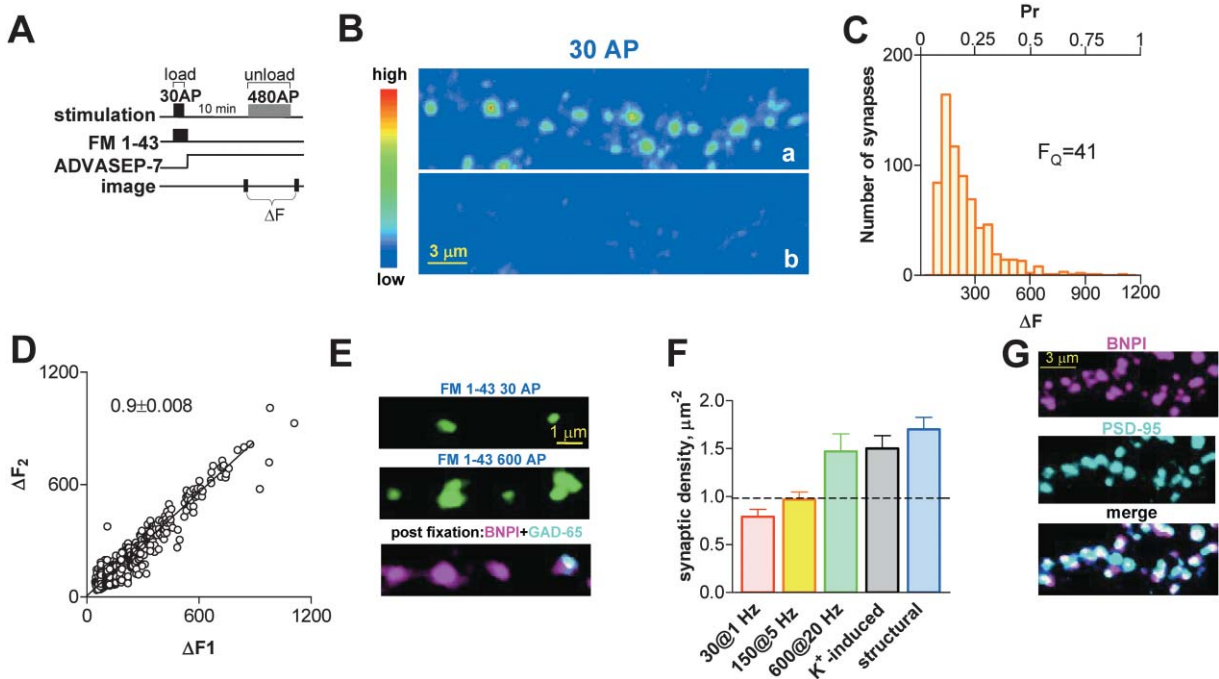 A
load
unload
30AP
10 min
480AP
stimulation
FM 1-43
ADVASEP-7
image
ΔF
B
30 AP
high
low
a
3 μm
b
C
Pr
0 0.25 0.5 0.75 1
Number of synapses
200
100
0
F_Q=41
300 600 900 1200
ΔF
D
1200
600
0
0.9±0.008
ΔF₂
0 600 1200
ΔF1
E
FM 1-43 30 AP
1 μm
FM 1-43 600 AP
post fixation:BNPI+GAD-65
F
synaptic density, μm⁻²
2.0
1.5
1.0
0.5
0.0
30@1 Hz
150@5 Hz
600@20 Hz
K⁺-induced
structural
G
BNPI
3 μm
PSD-95
merge